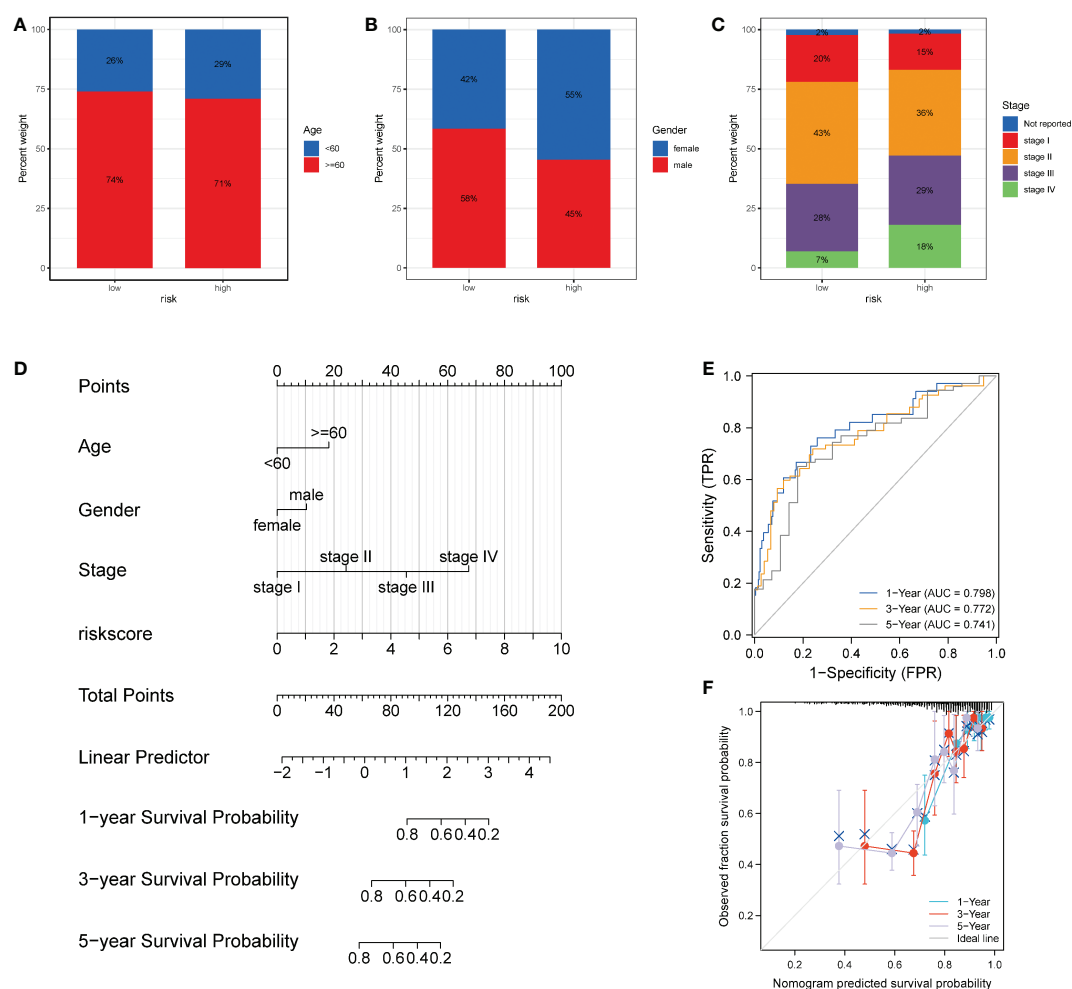 A
Percent weight
100
75
50
25
0
26%
29%
74%
71%
low
high
risk
Age
<60
>=60
B
Percent weight
100
75
50
25
0
42%
55%
58%
45%
low
high
risk
Gender
female
male
C
Percent weight
100
75
50
25
0
2%
2%
20%
15%
43%
36%
28%
29%
7%
18%
low
high
risk
Stage
Not reported
stage I
stage II
stage III
stage IV
D
Points
0 20 40 60 80 100
Age
>=60
<60
Gender
male
female
Stage
stage II stage IV
stage I stage III
riskscore
0 2 4 6 8 10
Total Points
0 20 40 60 80 100 120 140 160 200
Linear Predictor
−2 −1 0 1 2 3 4
1−year Survival Probability
0.8 0.6 0.4 0.2
3−year Survival Probability
0.8 0.6 0.4 0.2
5−year Survival Probability
0.8 0.6 0.4 0.2
E
Sensitivity (TPR)
1.0
0.8
0.6
0.4
0.2
0.0
1−Year (AUC = 0.798)
3−Year (AUC = 0.772)
5−Year (AUC = 0.741)
0.0 0.2 0.4 0.6 0.8 1.0
1−Specificity (FPR)
F
Observed fraction survival probability
1.0
0.8
0.6
0.4
0.2
1−Year
3−Year
5−Year
Ideal line
0.2 0.4 0.6 0.8 1.0
Nomogram predicted survival probability